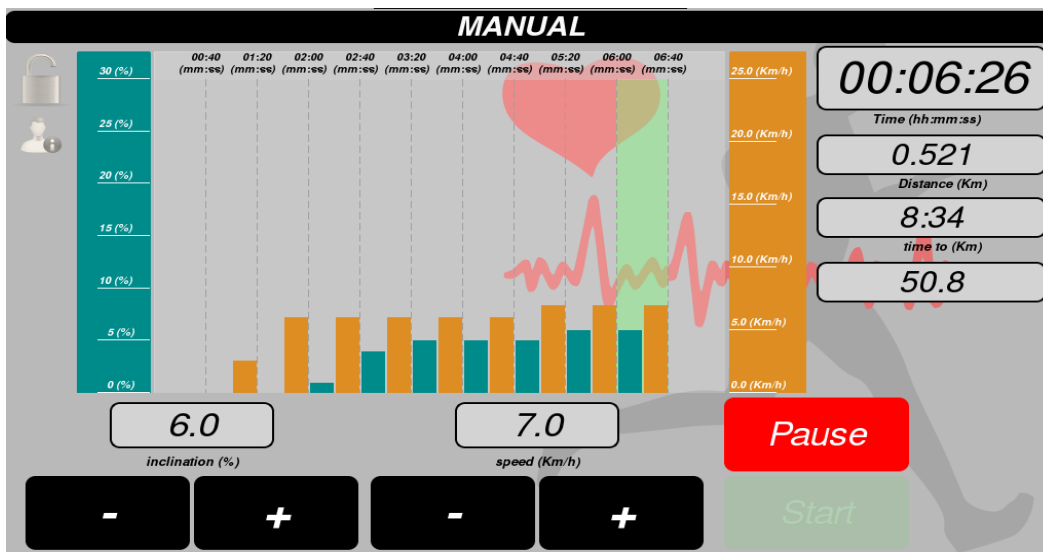 MANUAL
00:40 01:20 02:00 02:40 03:20 04:00 04:40 05:20 06:00 06:40
(mm:ss) (mm:ss) (mm:ss) (mm:ss) (mm:ss) (mm:ss) (mm:ss) (mm:ss) (mm:ss) (mm:ss)
30 (%)
25 (%)
20 (%)
15 (%)
10 (%)
5 (%)
0 (%)
25.0 (Km/h)
20.0 (Km/h)
15.0 (Km/h)
10.0 (Km/h)
5.0 (Km/h)
0.0 (Km/h)
00:06:26
Time (hh:mm:ss)
0.521
Distance (Km)
8:34
time to (Km)
50.8
6.0
inclination (%)
7.0
speed (Km/h)
Pause
- + - +
Start